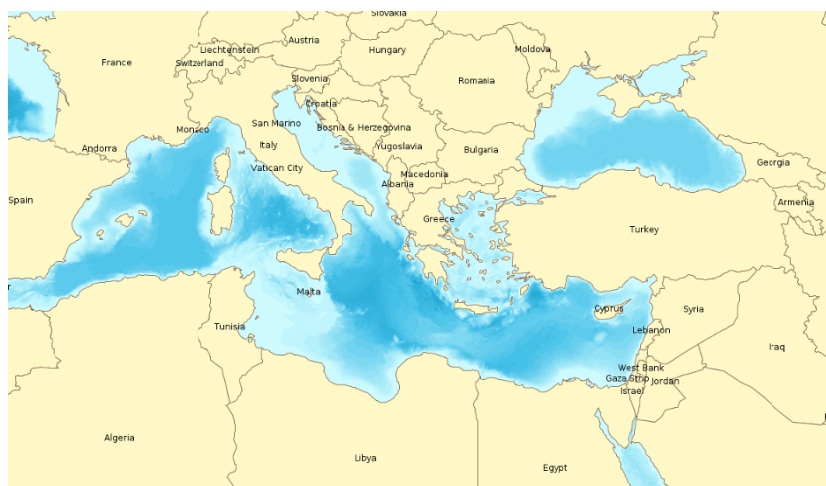 Slovakia
Austria
Liechtenstein
Hungary
Moldova
France
Switzerland
Slovenia
Romania
Croatia
San Marino
Bosnia & Herzegovina
Monaco
Italy
Yugoslavia
Bulgaria
Andorra
Georgia
Vatican City
Macedonia
Albania
Spain
Armenia
Greece
Turkey
Malta
Cyprus
Syria
Tunisia
Lebanon
Iraq
West Bank
Gaza Strip
Jordan
Israel
Algeria
Libya
Egypt